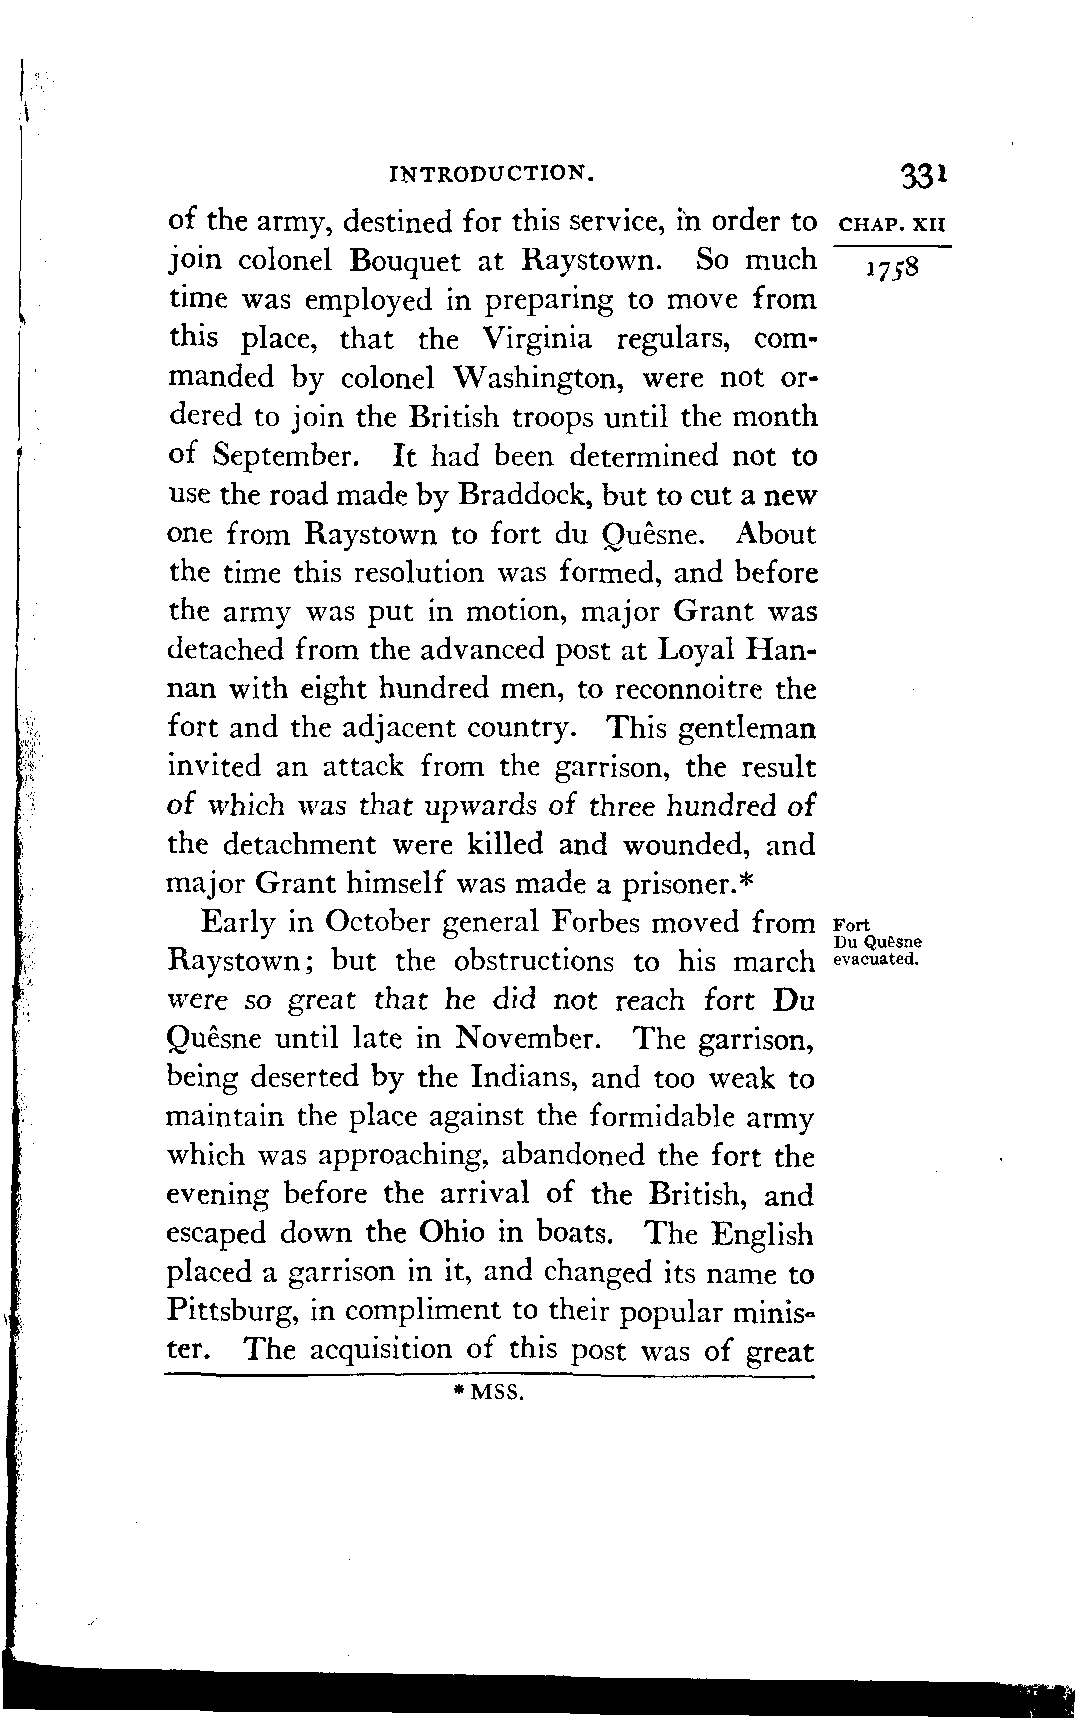 INTRODUCTION. 331
of the army, destined for this service, in order to
join colonel Bouquet at Raystown. So much
time was employed in preparing to move from
this place, that the Virginia regulars, com-
manded by colonel Washington, were not or-
dered to join the British troops until the month
of September. It had been determined not to
use the road made by Braddock, but to cut a new
one from Raystown to fort du Quêsne. About
the time this resolution was formed, and before
the army was put in motion, major Grant was
detached from the advanced post at Loyal Han-
nan with eight hundred men, to reconnoitre the
fort and the adjacent country. This gentleman
invited an attack from the garrison, the result
of which was that upwards of three hundred of
the detachment were killed and wounded, and
major Grant himself was made a prisoner.*
Early in October general Forbes moved from
Raystown; but the obstructions to his march
were so great that he did not reach fort Du
Quêsne until late in November. The garrison,
being deserted by the Indians, and too weak to
maintain the place against the formidable army
which was approaching, abandoned the fort the
evening before the arrival of the British, and
escaped down the Ohio in boats. The English
placed a garrison in it, and changed its name to
Pittsburg, in compliment to their popular minis-
ter. The acquisition of this post was of great
CHAP. XII
1758
Fort
Du Quêsne
evacuated.
* MSS.